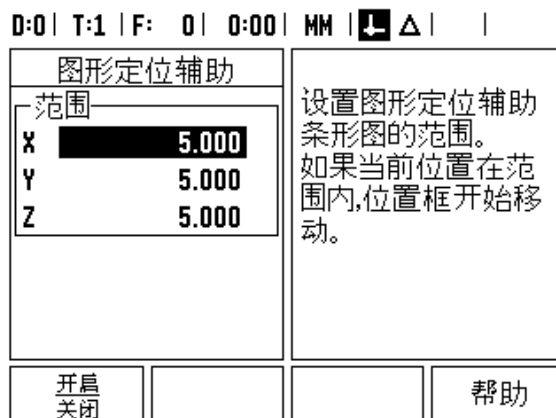 D:0 | T:1 | F: 0 | 0:00 | MM | Δ | |
图形定位辅助
范围
X 5.000
Y 5.000
Z 5.000
设置图形定位辅助
条形图的范围。
如果当前位置在范
围内,位置框开始移
动。
开启
关闭
帮助